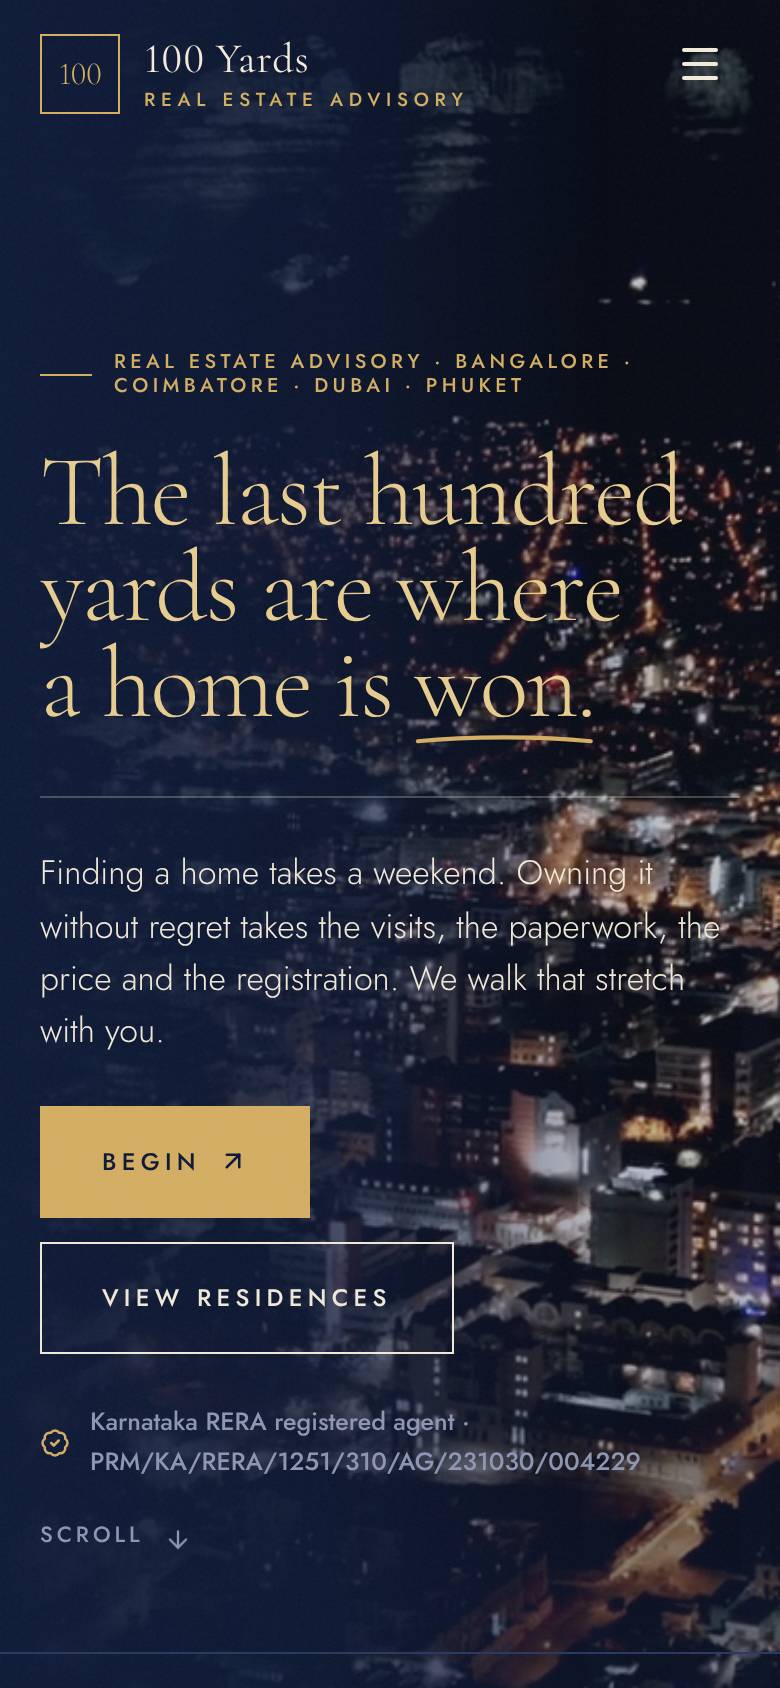 100
100 Yards
REAL ESTATE ADVISORY
REAL ESTATE ADVISORY · BANGALORE ·
COIMBATORE · DUBAI · PHUKET
The last hundred
yards are where
a home is won.
Finding a home takes a weekend. Owning it
without regret takes the visits, the paperwork, the
price and the registration. We walk that stretch
with you.
BEGIN
VIEW RESIDENCES
Karnataka RERA registered agent ·
PRM/KA/RERA/1251/310/AG/231030/004229
SCROLL